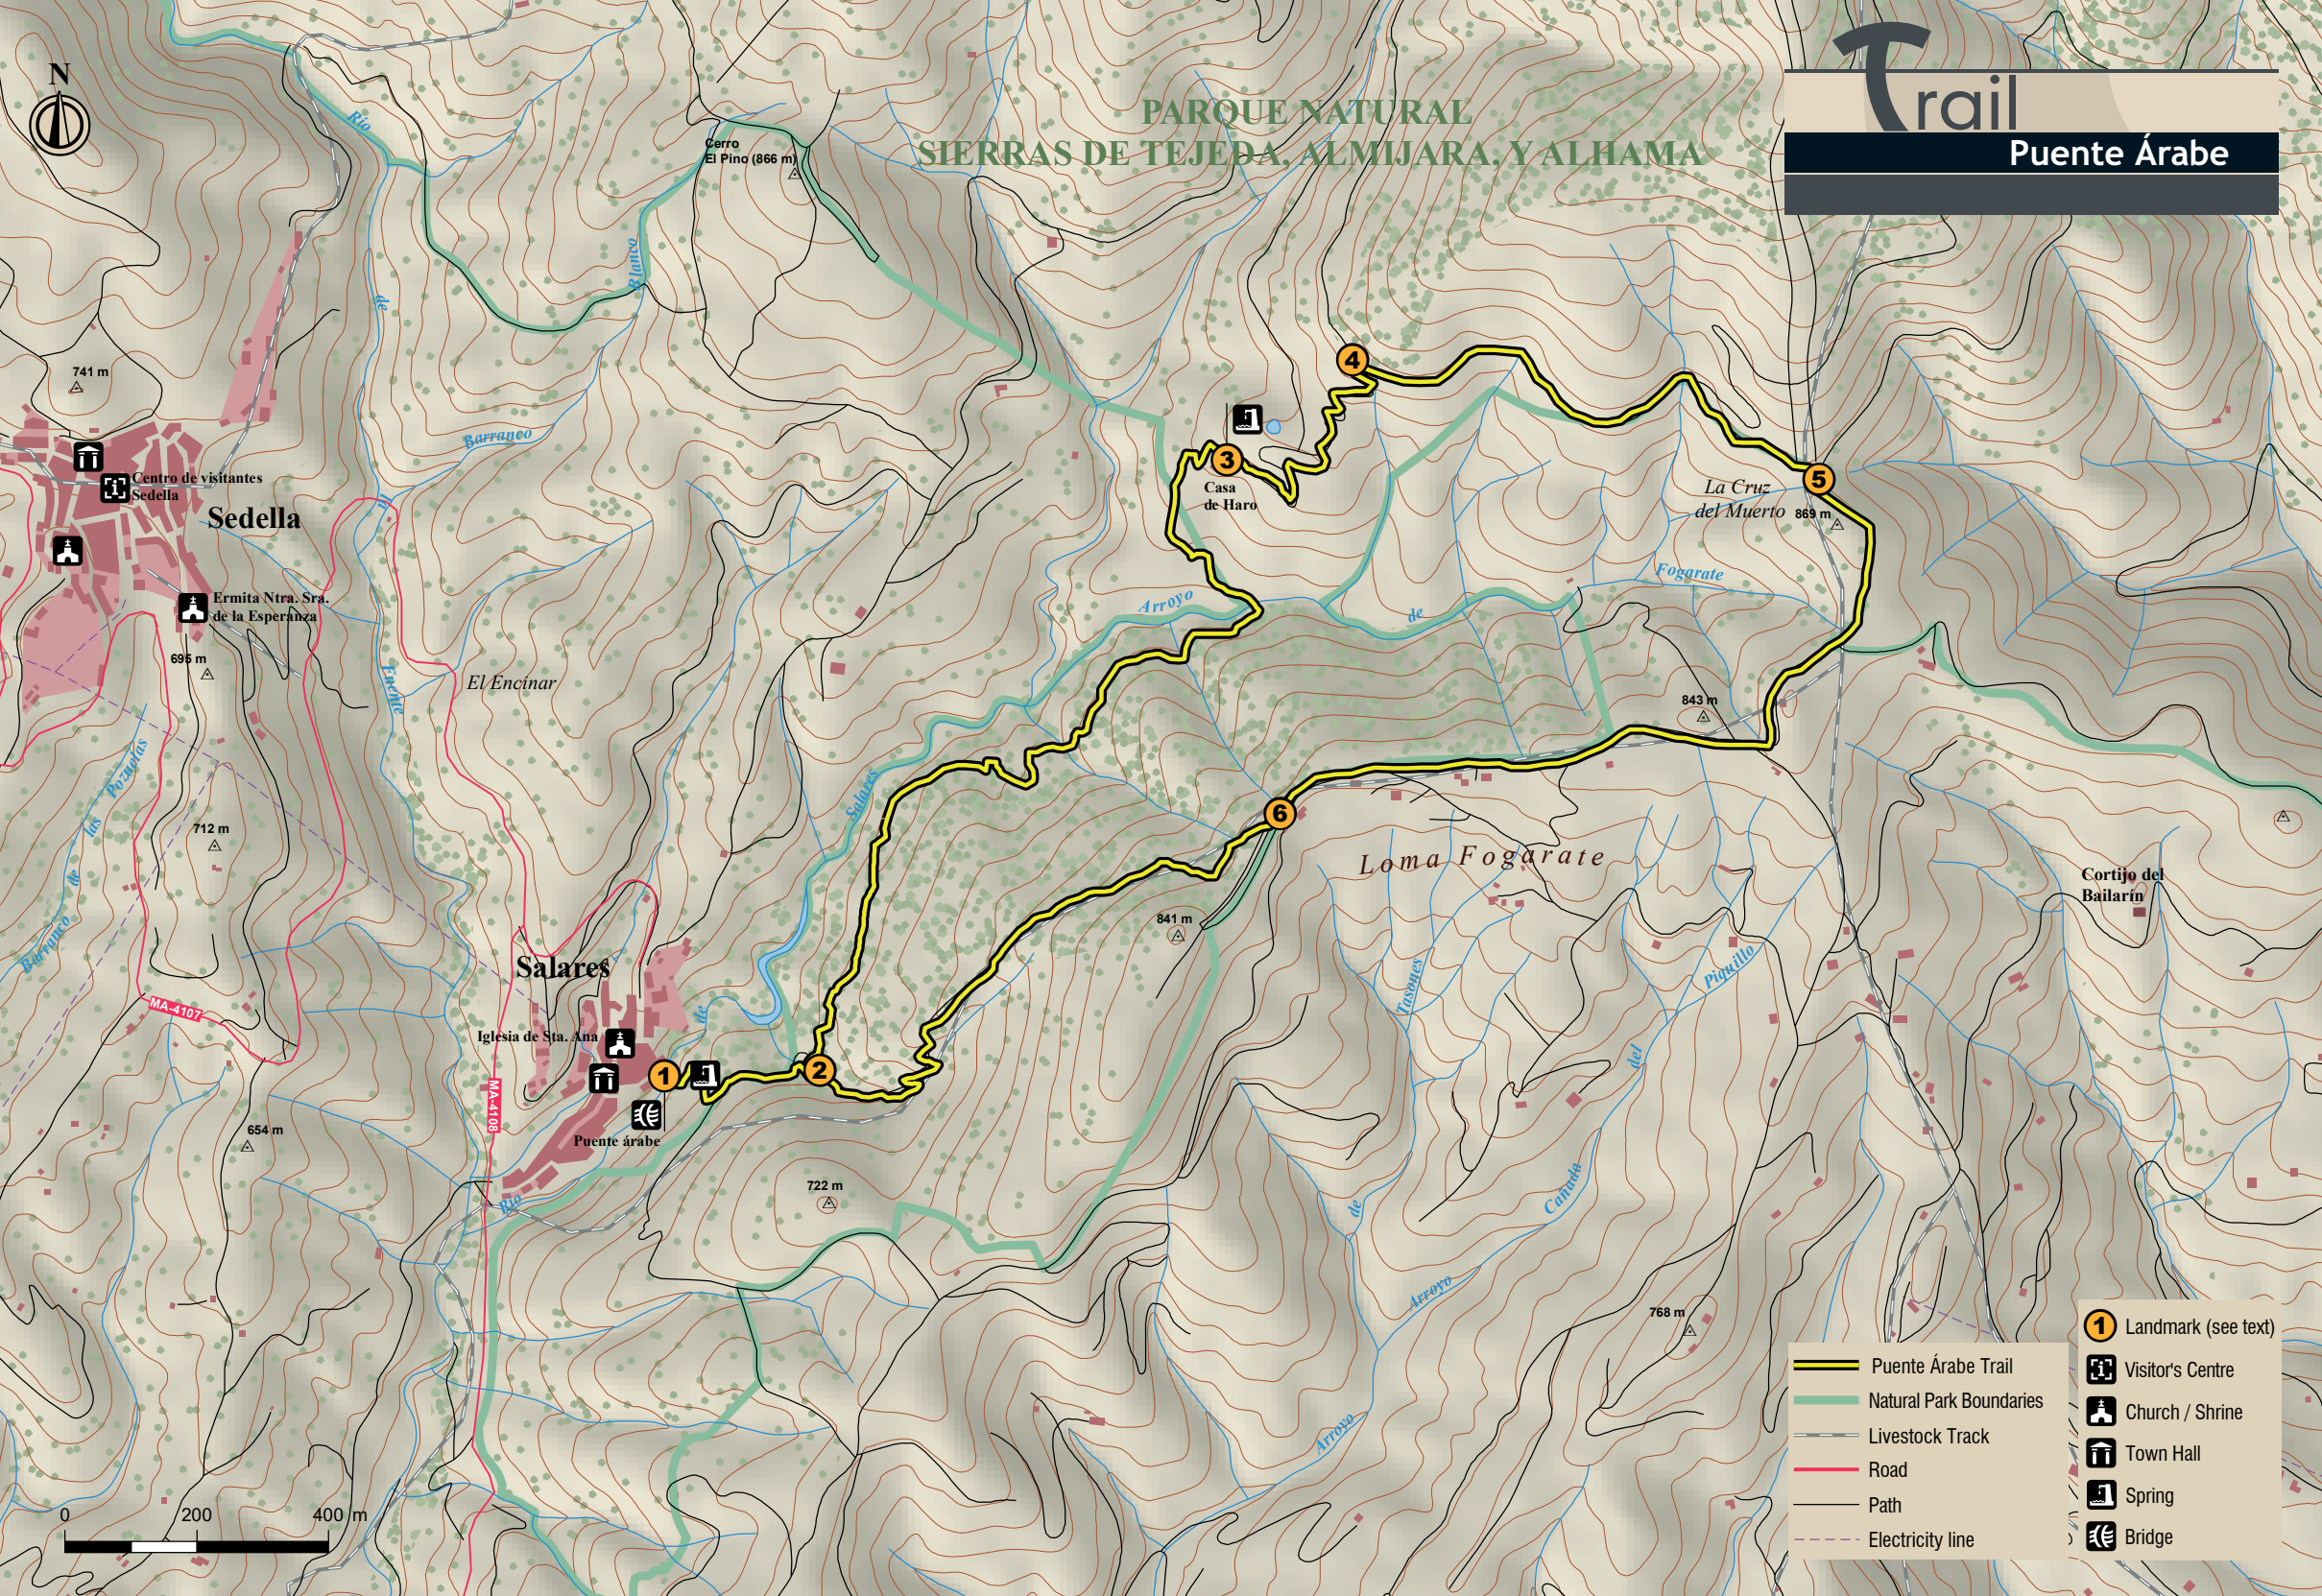 N
Trail
Puente Árabe
PARQUE NATURAL
SIERRAS DE TEJEDA, ALMIJARA, Y ALHAMA
Río
de
la
Fuente
Cerro
El Pino (866 m)
Blanco
Barranco
741 m
Centro de visitantes
Sedella
Sedella
Ermita Ntra. Sra.
de la Esperanza
695 m
El Encínar
4
3
Casa
de Haro
5
La Cruz
del Muerto
869 m
Fogarate
de
Arroyo
843 m
6
Loma Fogarate
841 m
Salares
de
Río
Barranco
de
las
Pozuelas
712 m
MA-4107
Salares
Iglesia de Sta. Ana
1
2
Puente árabe
MA-4108
654 m
722 m
Cortijo del
Bailarín
Arroyo
de
Tasones
Arroyo
Cañada
del
Piquillo
768 m
0 200 400 m
Puente Árabe Trail
Natural Park Boundaries
Livestock Track
Road
Path
Electricity line
1 Landmark (see text)
Visitor's Centre
Church / Shrine
Town Hall
Spring
Bridge